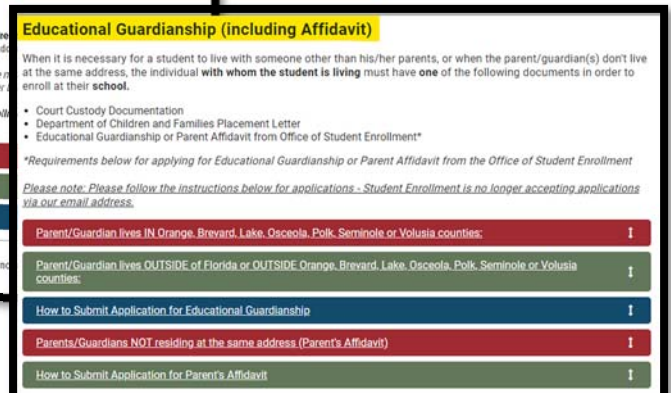 Educational Guardianship (including Affidavit)
When it is necessary for a student to live with someone other than his/her parents, or when the parent/guardian(s) don't live
at the same address, the individual with whom the student is living must have one of the following documents in order to
enroll at their school.
• Court Custody Documentation
• Department of Children and Families Placement Letter
• Educational Guardianship or Parent Affidavit from Office of Student Enrollment*
*Requirements below for applying for Educational Guardianship or Parent Affidavit from the Office of Student Enrollment
Please note: Please follow the instructions below for applications - Student Enrollment is no longer accepting applications
via our email address.
Parent/Guardian lives IN Orange, Brevard, Lake, Osceola, Polk, Seminole or Volusia counties:
Parent/Guardian lives OUTSIDE of Florida or OUTSIDE Orange, Brevard, Lake, Osceola, Polk, Seminole or Volusia
counties:
How to Submit Application for Educational Guardianship
Parents/Guardians NOT residing at the same address (Parent's Affidavit)
How to Submit Application for Parent's Affidavit